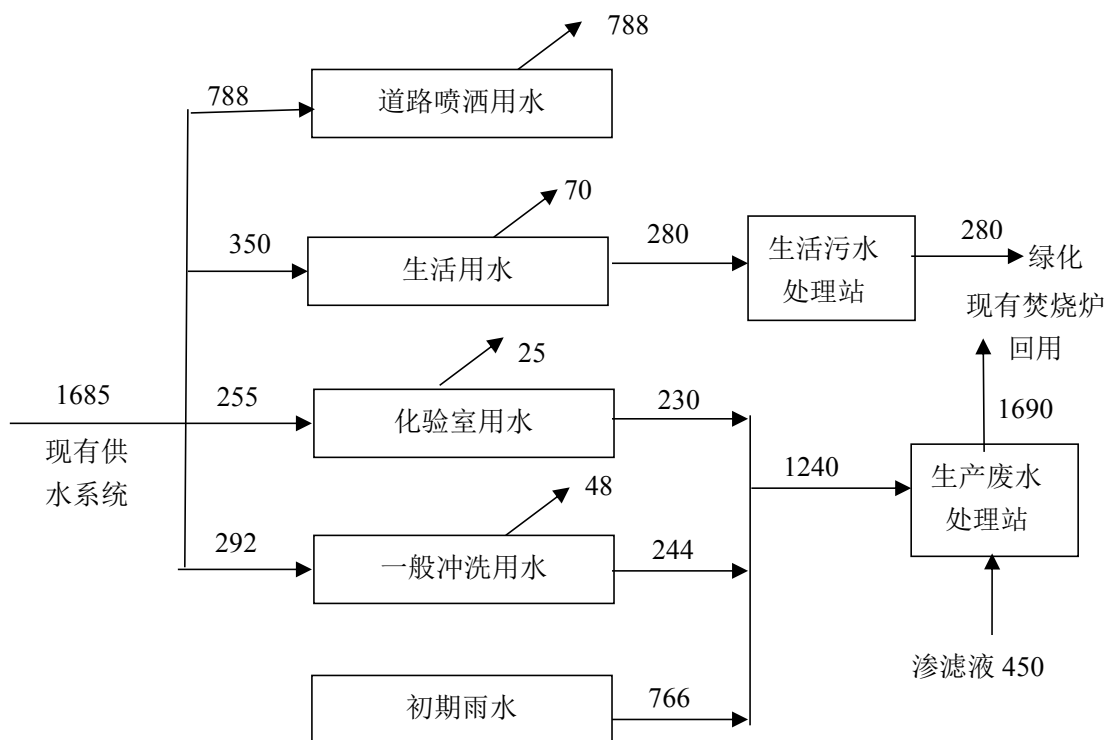 788
788
道路喷洒用水
70
350
生活用水
280
生活污水
处理站
280
绿化
现有焚烧炉
回用
25
1685
255
化验室用水
230
1690
现有供
水系统
1240
生产废水
处理站
48
292
一般冲洗用水
244
渗滤液 450
初期雨水
766